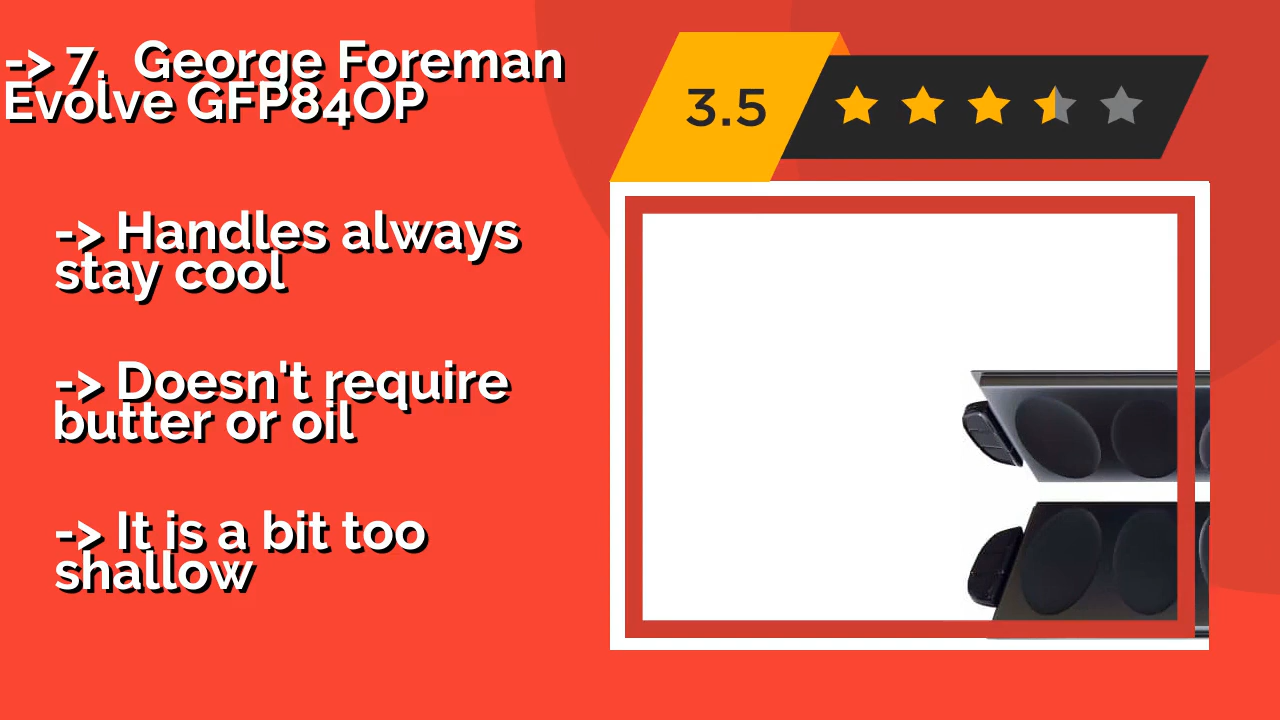 -> 7.  George Foreman
Evolve GFP84OP
3.5
-> Handles always
stay cool
-> Doesn't require
butter or oil
-> It is a bit too
shallow